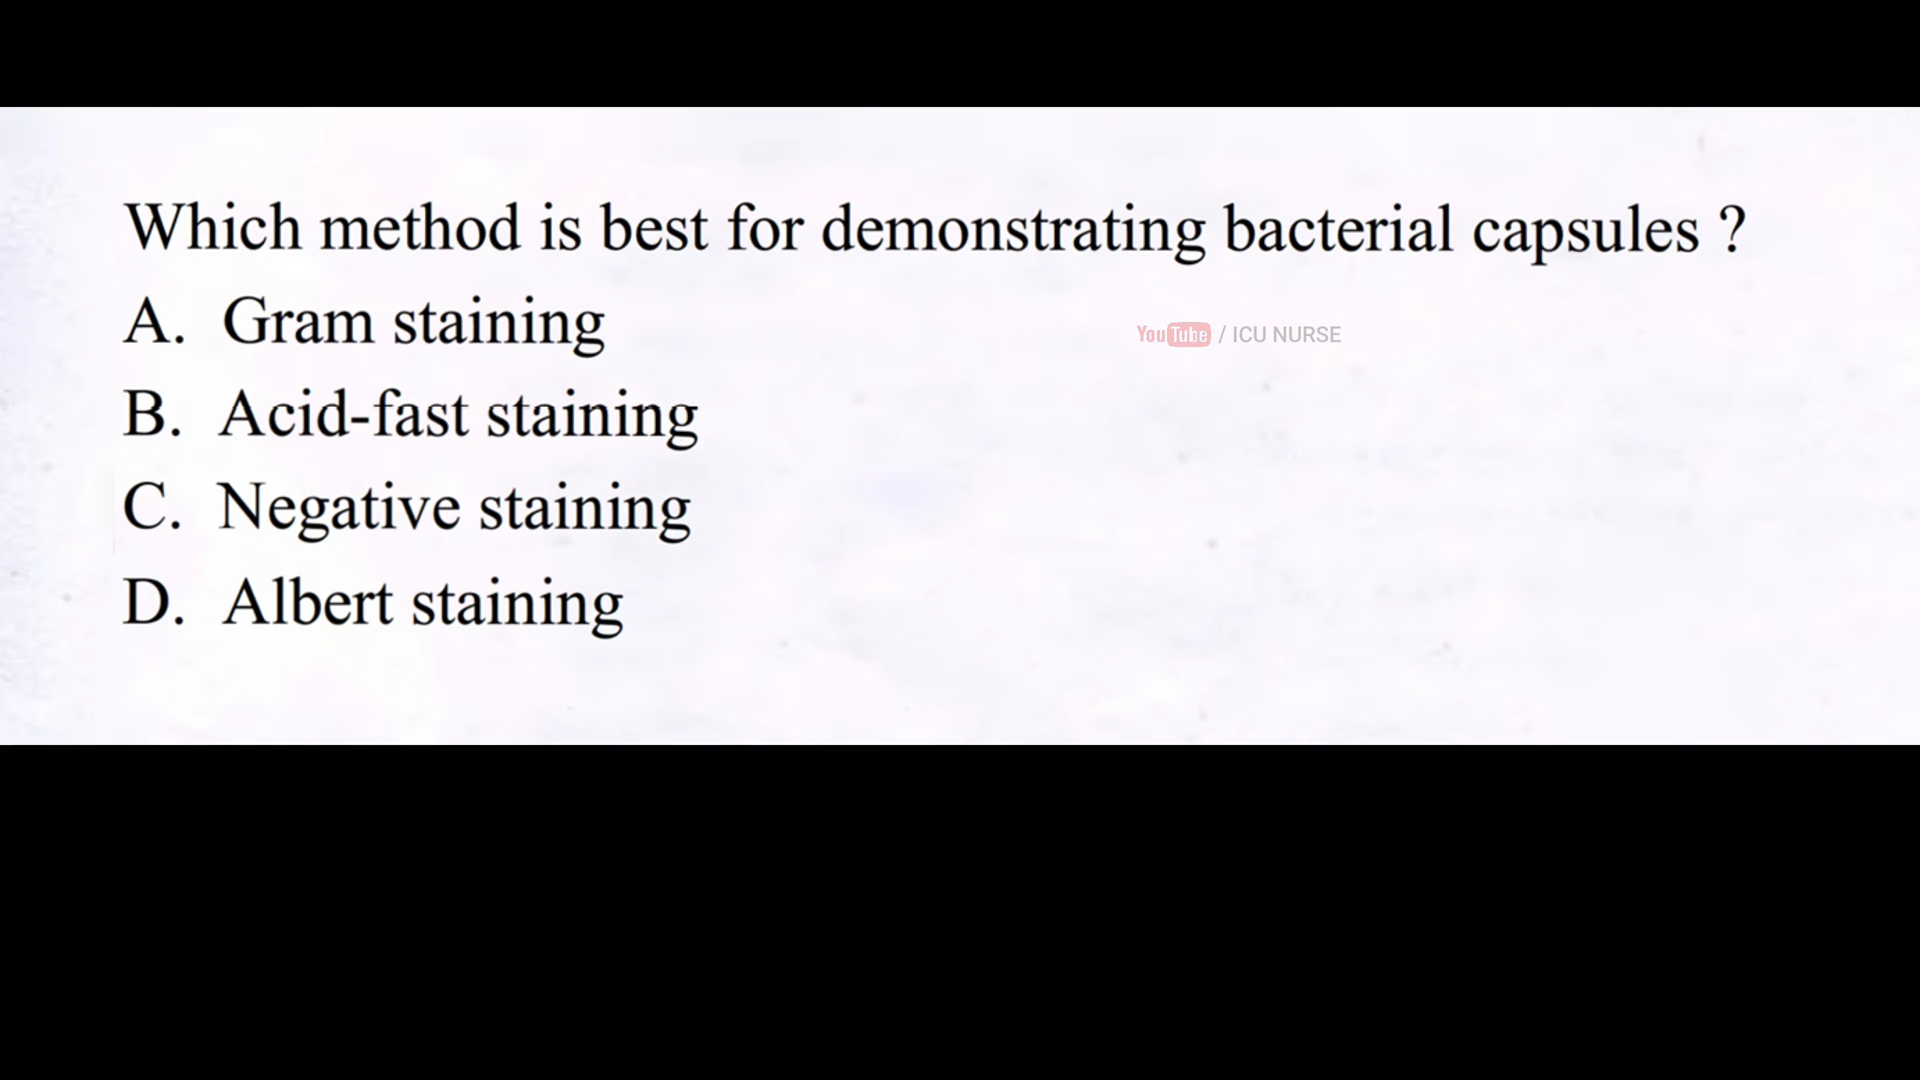 Which method is best for demonstrating bacterial capsules ?
A. Gram staining
YouTube / ICU NURSE
B. Acid-fast staining
C. Negative staining
D. Albert staining